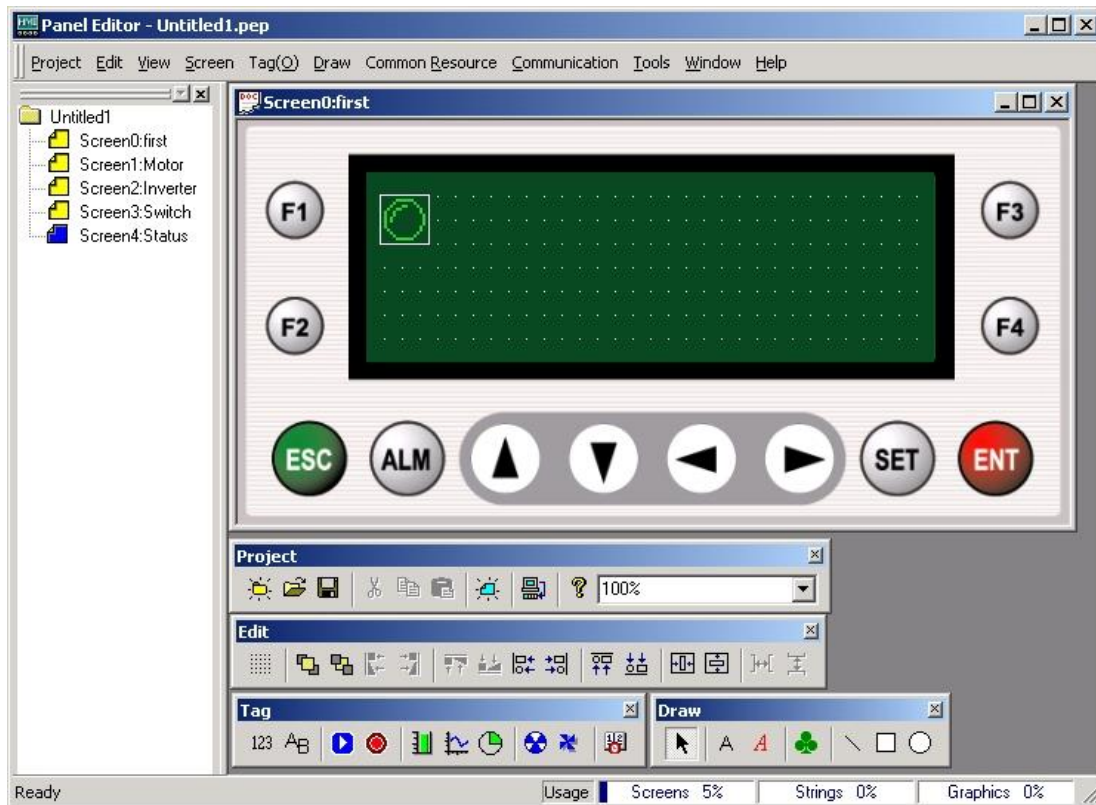 Panel Editor - Untitled1.pep
Project Edit View Screen Tag(O) Draw Common Resource Communication Tools Window Help
Untitled1
Screen0:first
Screen1:Motor
Screen2:Inverter
Screen3:Switch
Screen4:Status
Screen0:first
F1
F3
F2
F4
ESC ALM SET ENT
Project
100%
Edit
Tag
Draw
123 AB
A A
Ready
Usage Screens 5% Strings 0% Graphics 0%